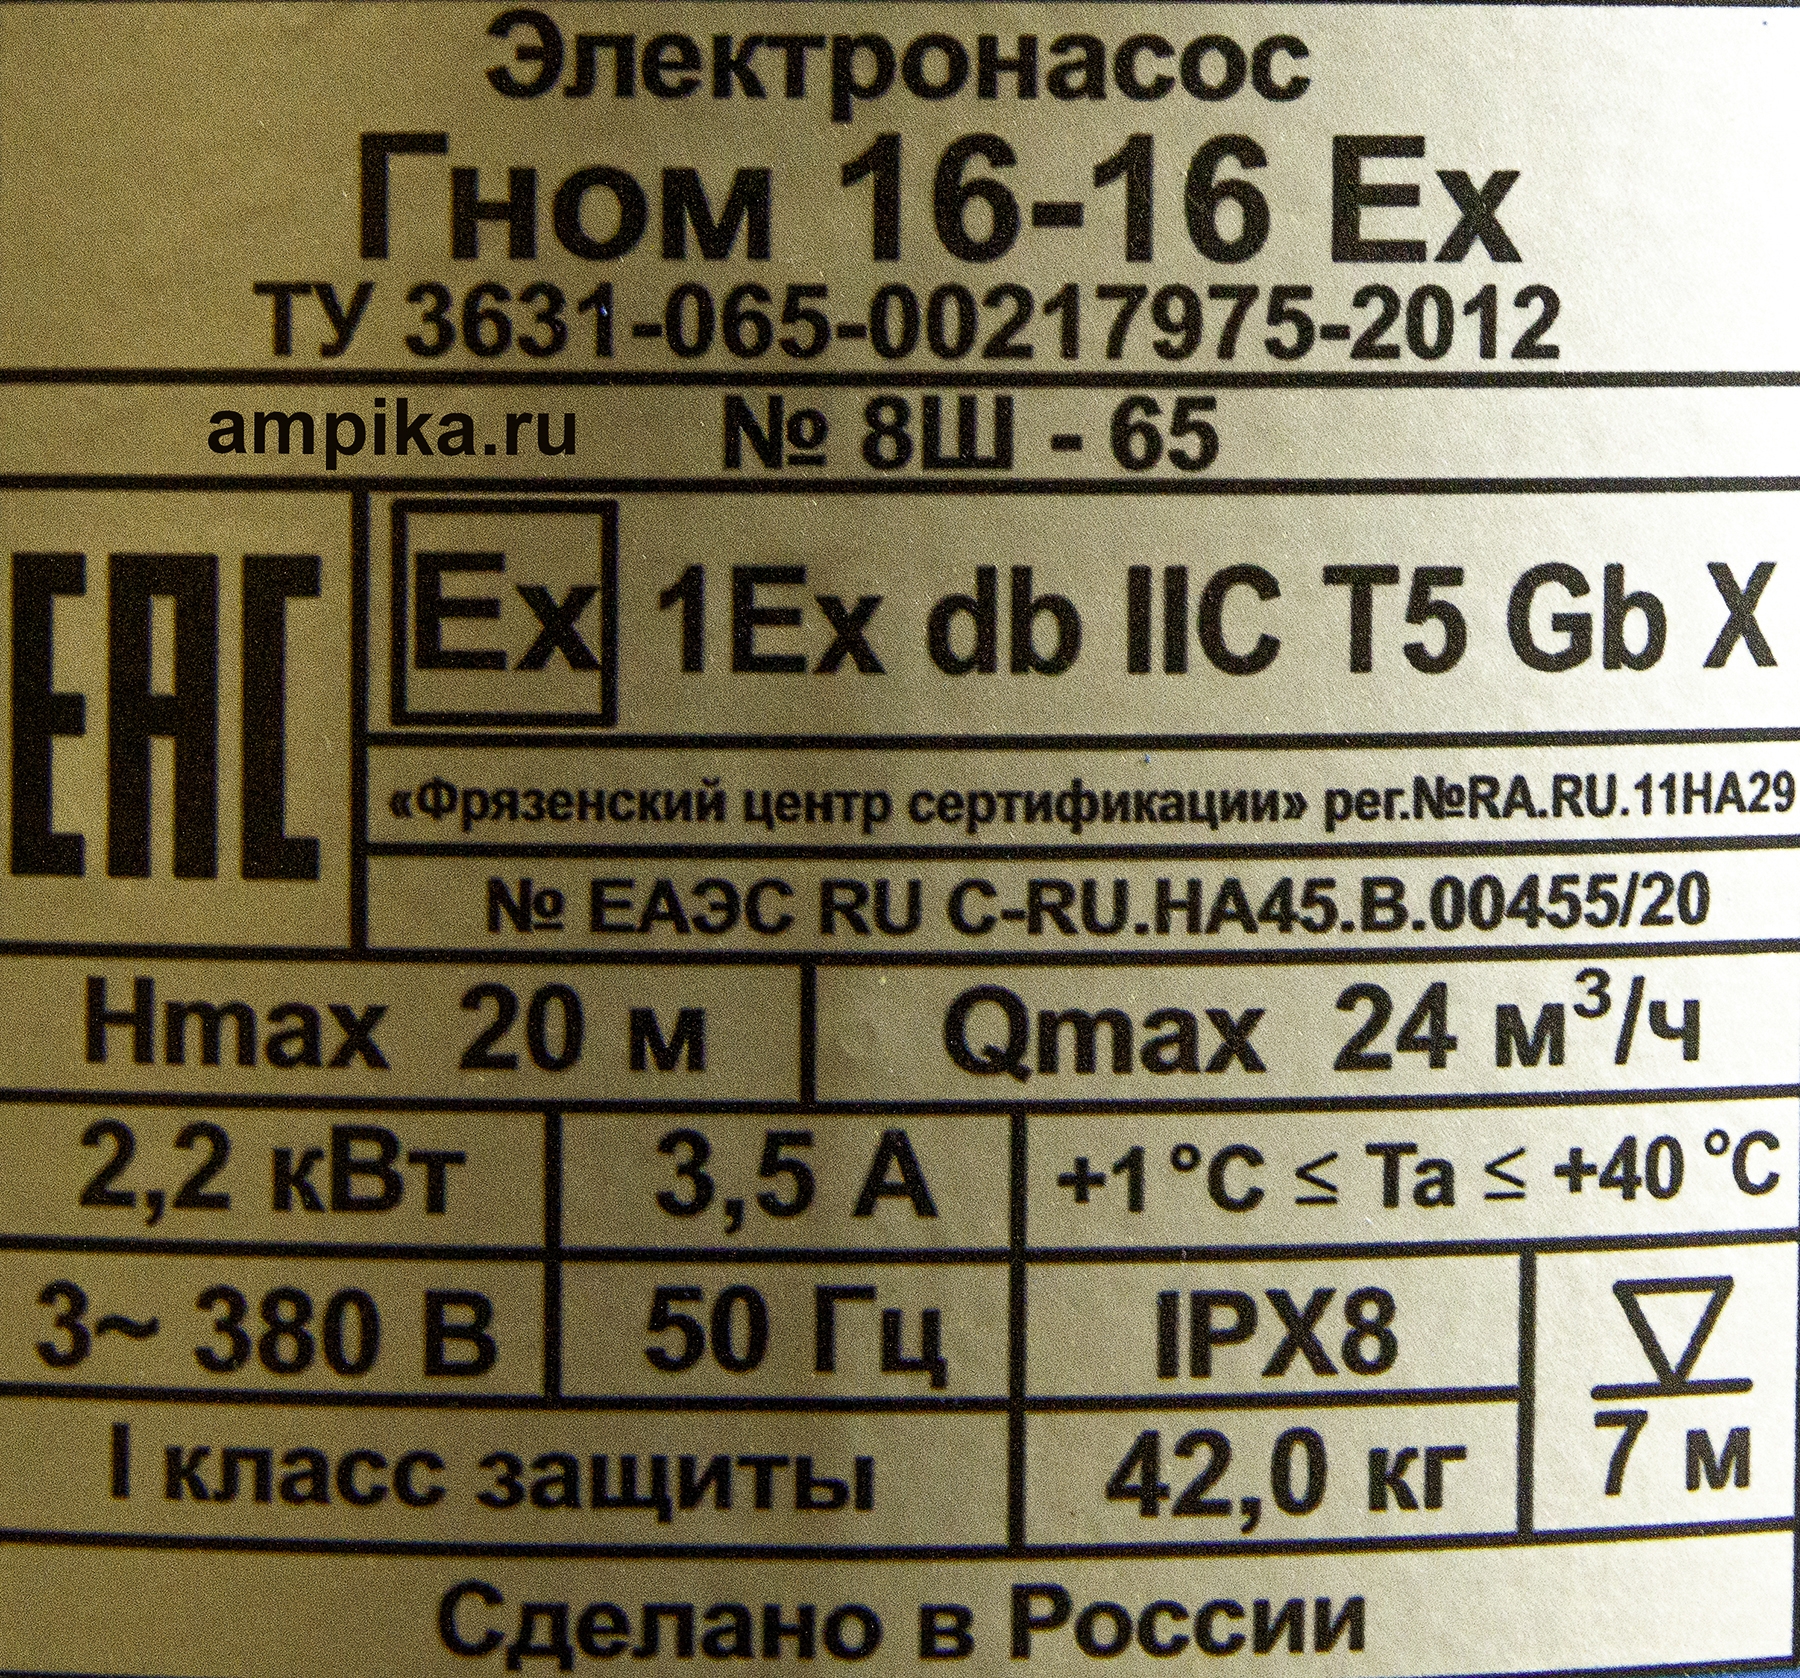 Электронасос
Гном 16-16 Ex
ТУ 3631-065-00217975-2012
ampika.ru № 8Ш - 65
EAC Ex 1Ex db IIC T5 Gb X
«Фрязенский центр сертификации» рег.№RA.RU.11НА29
№ ЕАЭС RU C-RU.НА45.В.00455/20
Hmax 20 м Qmax 24 м³/ч
2,2 кВт 3,5 А +1°C ≤ Ta ≤ +40 °C
3~ 380 В 50 Гц IPX8
I класс защиты 42,0 кг 7 м
Сделано в России